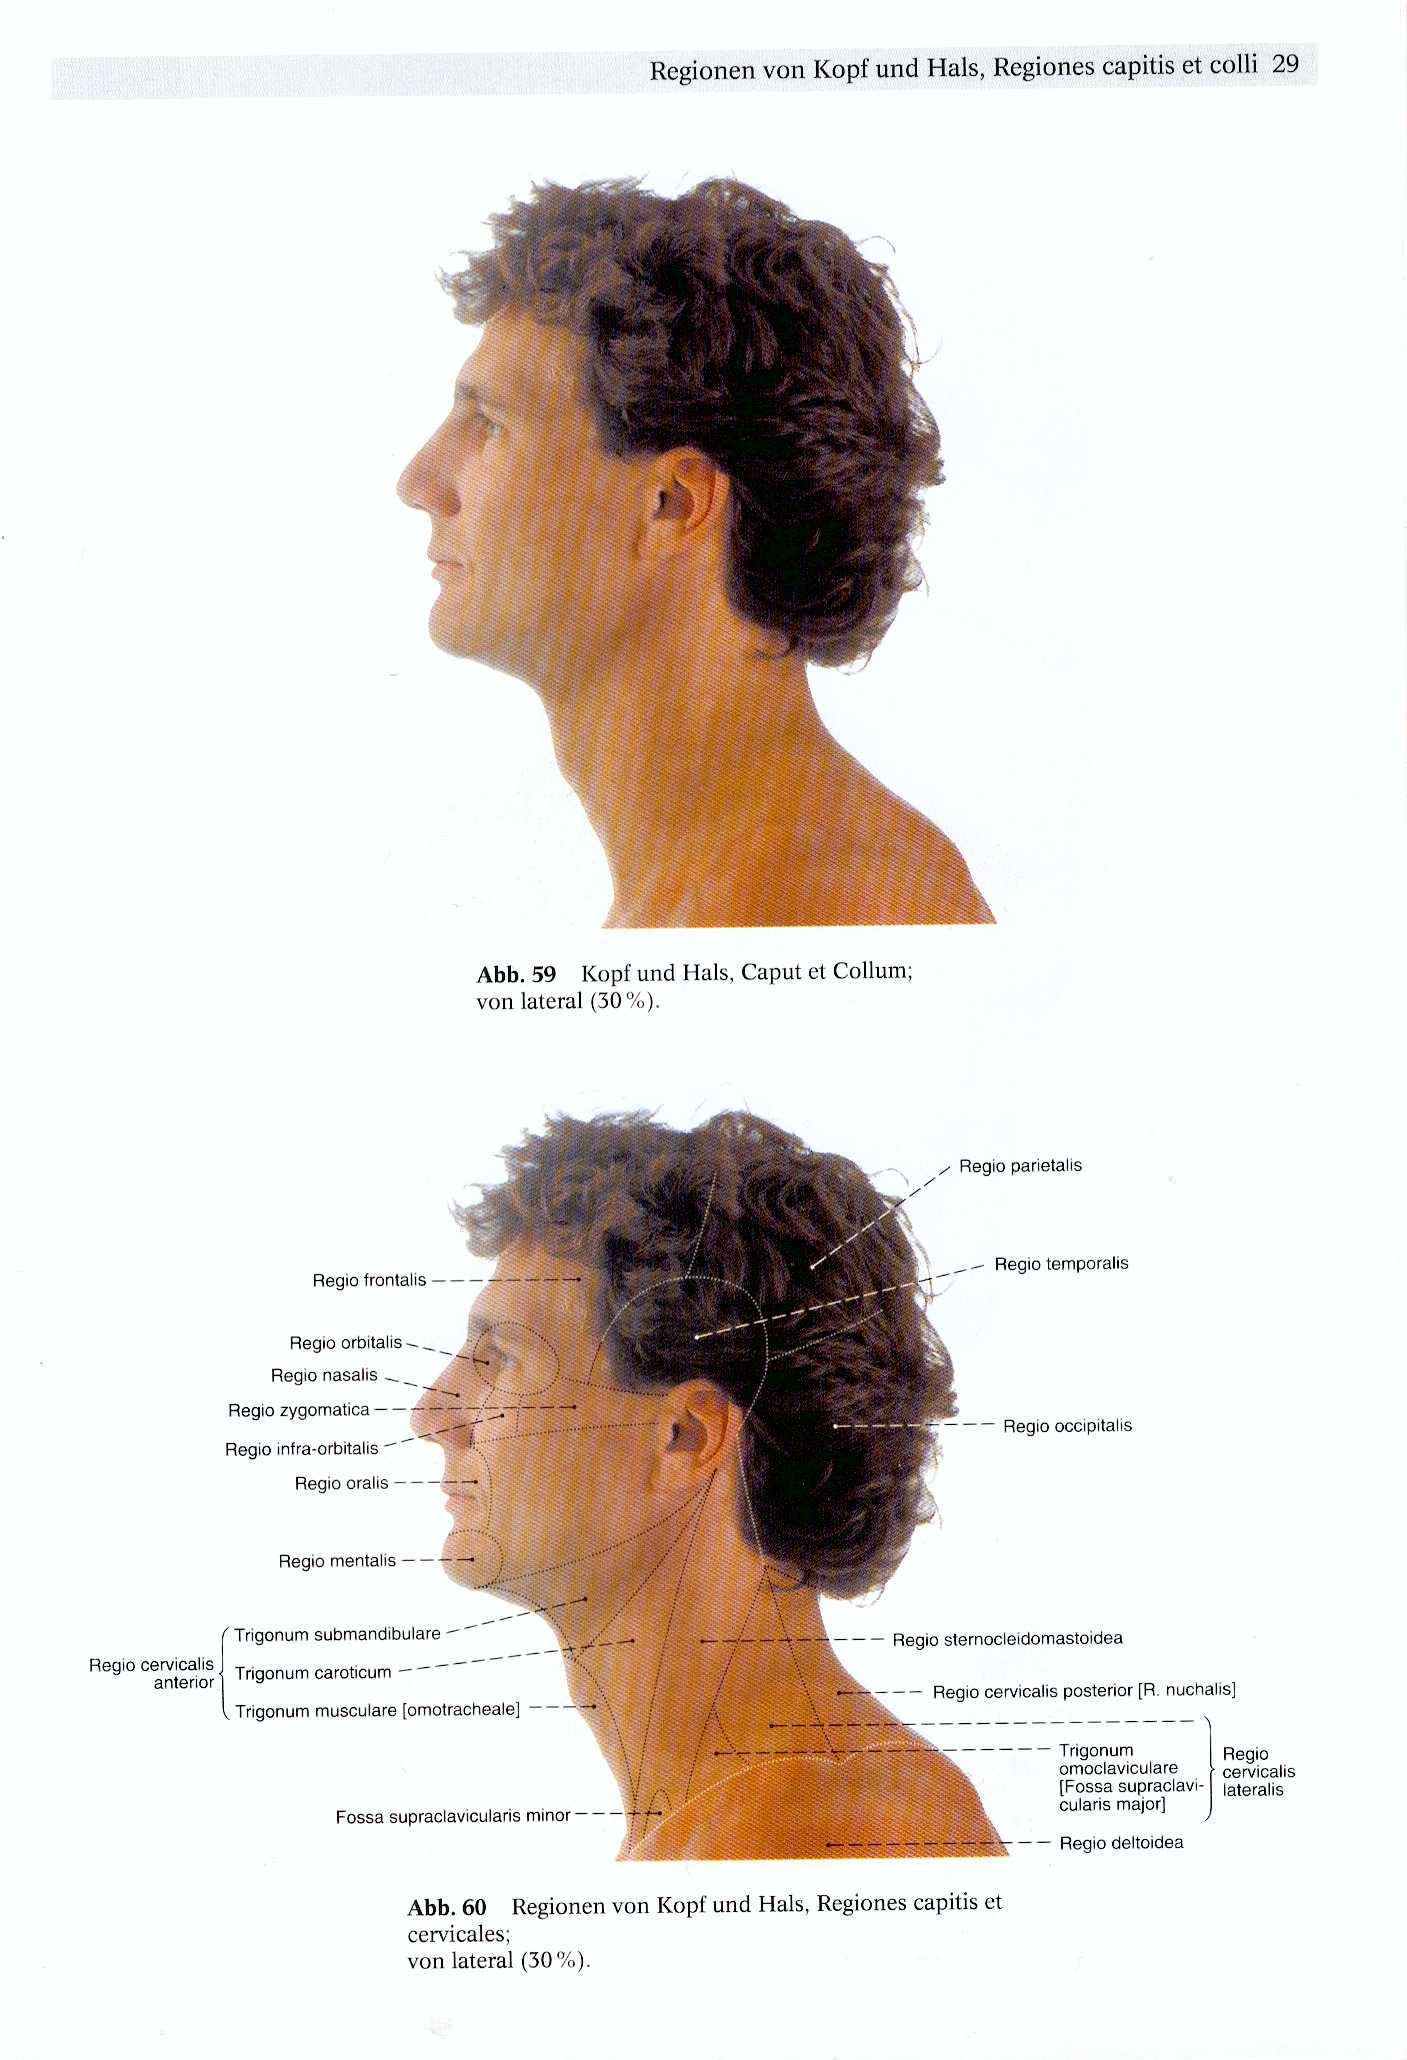 Regionen von Kopf und Hals, Regiones capitis et colli 29
Abb. 59 Kopf und Hals, Caput et Collum;
von lateral (30 %).
Regio parietalis
Regio temporalis
Regio frontalis
Regio orbitalis
Regio nasalis
Regio zygomatica
Regio infra-orbitalis
Regio occipitalis
Regio oralis
Regio mentalis
Regio cervicalis
anterior
Trigonum submandibulare
Trigonum caroticum
Trigonum musculare [omotracheale]
Regio sternocleidomastoidea
Regio cervicalis posterior [R. nuchalis]
Trigonum
omoclaviculare
[Fossa supraclavi-
cularis major]
Regio
cervicalis
lateralis
Fossa supraclavicularis minor
Regio deltoidea
Abb. 60 Regionen von Kopf und Hals, Regiones capitis et
cervicales;
von lateral (30 %).